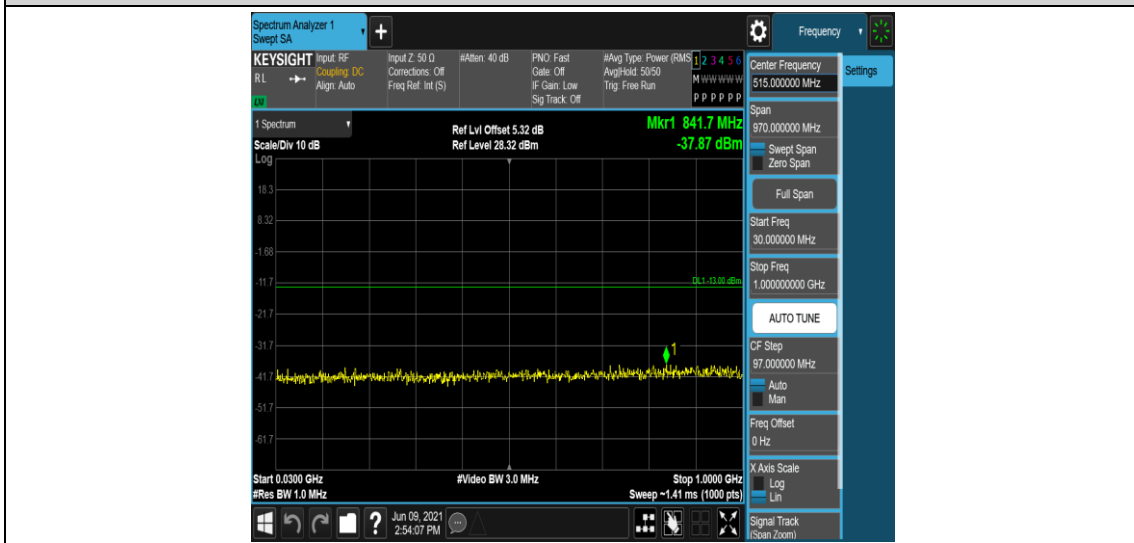 Spectrum Analyzer 1
Swept SA
+
Frequency
KEYSIGHT
RL
LXI
Input: RF
Coupling: DC
Align: Auto
Input Z: 50 Ω
Corrections: Off
Freq Ref: Int (S)
#Atten: 40 dB
PNO: Fast
Gate: Off
IF Gain: Low
Sig Track: Off
#Avg Type: Power (RMS
Avg|Hold: 50/50
Trig: Free Run
1 2 3 4 5 6
M W W W W W
P P P P P P
Center Frequency
515.000000 MHz
Settings
1 Spectrum
Scale/Div 10 dB
Ref Lvl Offset 5.32 dB
Ref Level 28.32 dBm
Mkr1 841.7 MHz
-37.87 dBm
Log
18.3
8.32
-1.68
-11.7
-21.7
-31.7
-41.7
-51.7
-61.7
DL1 -13.00 dBm
1
Start 0.0300 GHz
#Res BW 1.0 MHz
#Video BW 3.0 MHz
Stop 1.0000 GHz
Sweep ~1.41 ms (1000 pts)
Span
970.000000 MHz
Swept Span
Zero Span
Full Span
Start Freq
30.000000 MHz
Stop Freq
1.000000000 GHz
AUTO TUNE
CF Step
97.000000 MHz
Auto
Man
Freq Offset
0 Hz
X Axis Scale
Log
Lin
Signal Track
(Span Zoom)
?
Jun 09, 2021
2:54:07 PM